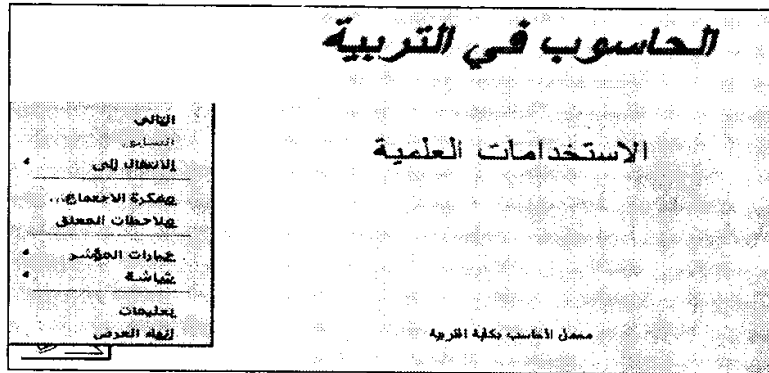 الحاسوب في التربية
الاستخدامات العلمية
التالي
السابق
الانتقال إلى
مفكرة الاجتماع...
ملاحظات المعلق
خيارات المؤشر
شاشة
تعليمات
إنهاء العرض
معمل الحاسب بكلية التربية